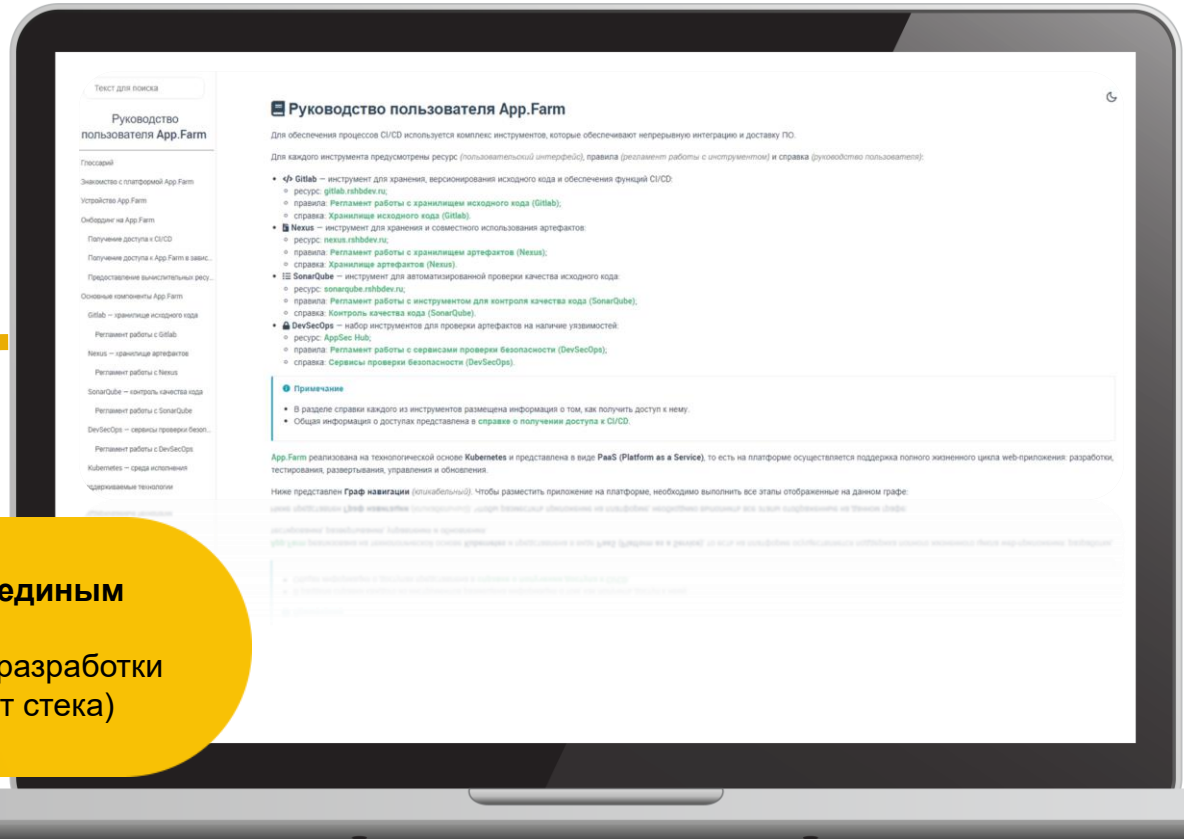 Текст для поиска
Руководство
пользователя App.Farm
Глоссарий
Знакомство с платформой App.Farm
Устройство App.Farm
Онбординг на App.Farm
Получение доступа к CI/CD
Получение доступа к App.Farm в завис...
Предоставление вычислительных ресу...
Основные компоненты App.Farm
Gitlab — хранилище исходного кода
Регламент работы с Gitlab
Nexus — хранилище артефактов
Регламент работы с Nexus
SonarQube — контроль качества кода
Регламент работы с SonarQube
DevSecOps — сервисы проверки безоп...
Регламент работы с DevSecOps
Kubernetes — среда исполнения
Руководство пользователя App.Farm
Для обеспечения процессов CI/CD используется комплекс инструментов, которые обеспечивают непрерывную интеграцию и доставку ПО.
Для каждого инструмента предусмотрены ресурс (пользовательский интерфейс), правила (регламент работы с инструментом) и справка (руководство пользователя):
• </> Gitlab — инструмент для хранения, версионирования исходного кода и обеспечения функций CI/CD:
◦ ресурс: gitlab.rshbdev.ru;
◦ правила: Регламент работы с хранилищем исходного кода (Gitlab);
◦ справка: Хранилище исходного кода (Gitlab).
• Nexus — инструмент для хранения и совместного использования артефактов:
◦ ресурс: nexus.rshbdev.ru;
◦ правила: Регламент работы с хранилищем артефактов (Nexus);
◦ справка: Хранилище артефактов (Nexus).
• SonarQube — инструмент для автоматизированной проверки качества исходного кода:
◦ ресурс: sonarqube.rshbdev.ru;
◦ правила: Регламент работы с инструментом для контроля качества кода (SonarQube);
◦ справка: Контроль качества кода (SonarQube).
• DevSecOps — набор инструментов для проверки артефактов на наличие уязвимостей:
◦ ресурс: AppSec Hub;
◦ правила: Регламент работы с сервисами проверки безопасности (DevSecOps);
◦ справка: Сервисы проверки безопасности (DevSecOps).
Примечание
• В разделе справки каждого из инструментов размещена информация о том, как получить доступ к нему.
• Общая информация о доступах представлена в справке о получении доступа к CI/CD.
App.Farm реализована на технологической основе Kubernetes и представлена в виде PaaS (Platform as a Service), то есть на платформе осуществляется поддержка полного жизненного цикла web-приложения: разработки,
тестирования, развертывания, управления и обновления.
Ниже представлен Граф навигации (кликабельный). Чтобы разместить приложение на платформе, необходимо выполнить все этапы отображенные на данном графе:
единым
разработки
т стека)